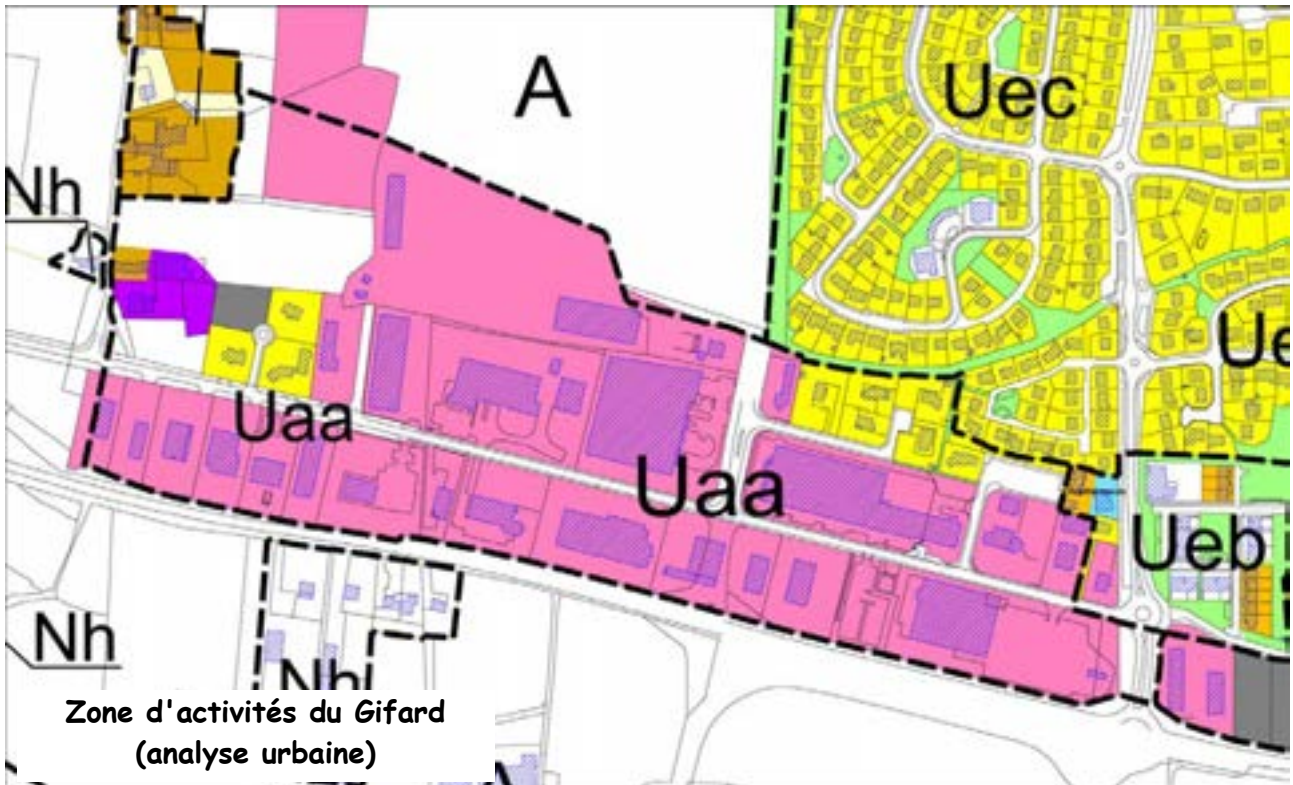 A
Uec
Nh
Ue
Uaa
Uaa
Ueb
Nh
Nh
Zone d'activités du Gifard
(analyse urbaine)